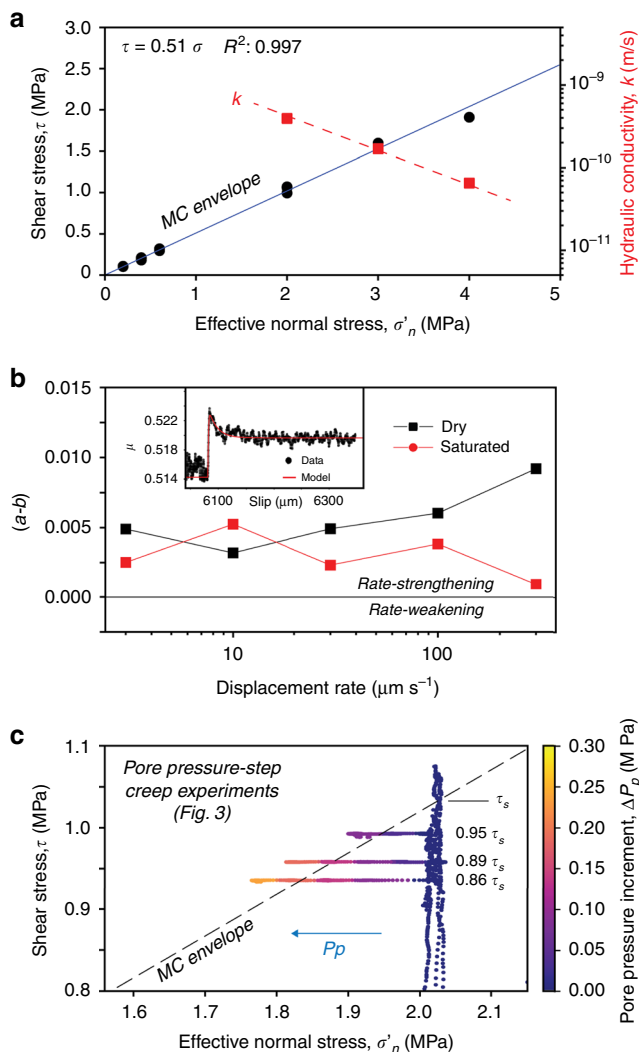 a
τ = 0.51 σ R²: 0.997
3.0
2.5
2.0
1.5
1.0
0.5
0
Shear stress,τ (MPa)
k
MC envelope
10⁻⁹
10⁻¹⁰
10⁻¹¹
Hydraulic conductivity, k (m/s)
0 1 2 3 4 5
Effective normal stress, σ'n (MPa)
b
0.015
0.010
0.005
0.000
(a-b)
0.522
0.518
0.514
μ
Data
Model
6100 Slip (μm) 6300
Dry
Saturated
Rate-strengthening
Rate-weakening
10 100
Displacement rate (μm s⁻¹)
c
1.1
1.0
0.9
0.8
Shear stress,τ (MPa)
Pore pressure-step
creep experiments
(Fig. 3)
τs
0.95 τs
0.89 τs
0.86 τs
MC envelope
Pp
1.6 1.7 1.8 1.9 2.0 2.1
Effective normal stress, σ'n (MPa)
0.30
0.25
0.20
0.15
0.10
0.05
0.00
Pore pressure increment, ΔPp (M Pa)